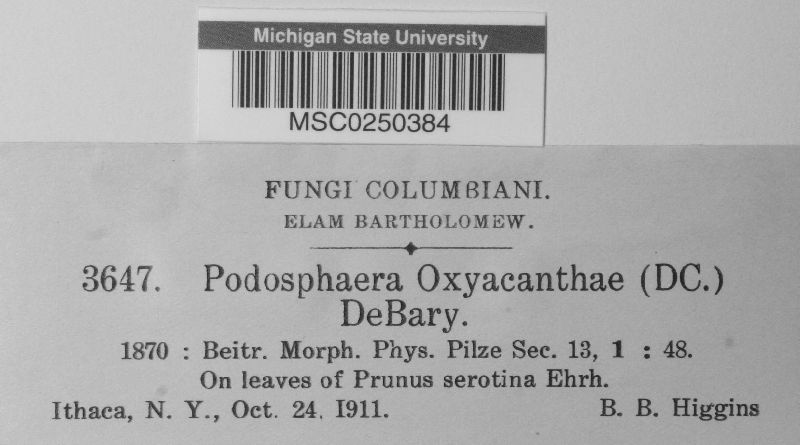 Michigan State University
MSC0250384
FUNGI COLUMBIANI.
ELAM BARTHOLOMEW.
3647. Podosphaera Oxyacanthae (DC.)
DeBary.
1870 : Beitr. Morph. Phys. Pilze Sec. 13, 1 : 48.
On leaves of Prunus serotina Ehrh.
Ithaca, N. Y., Oct. 24, 1911. B. B. Higgins